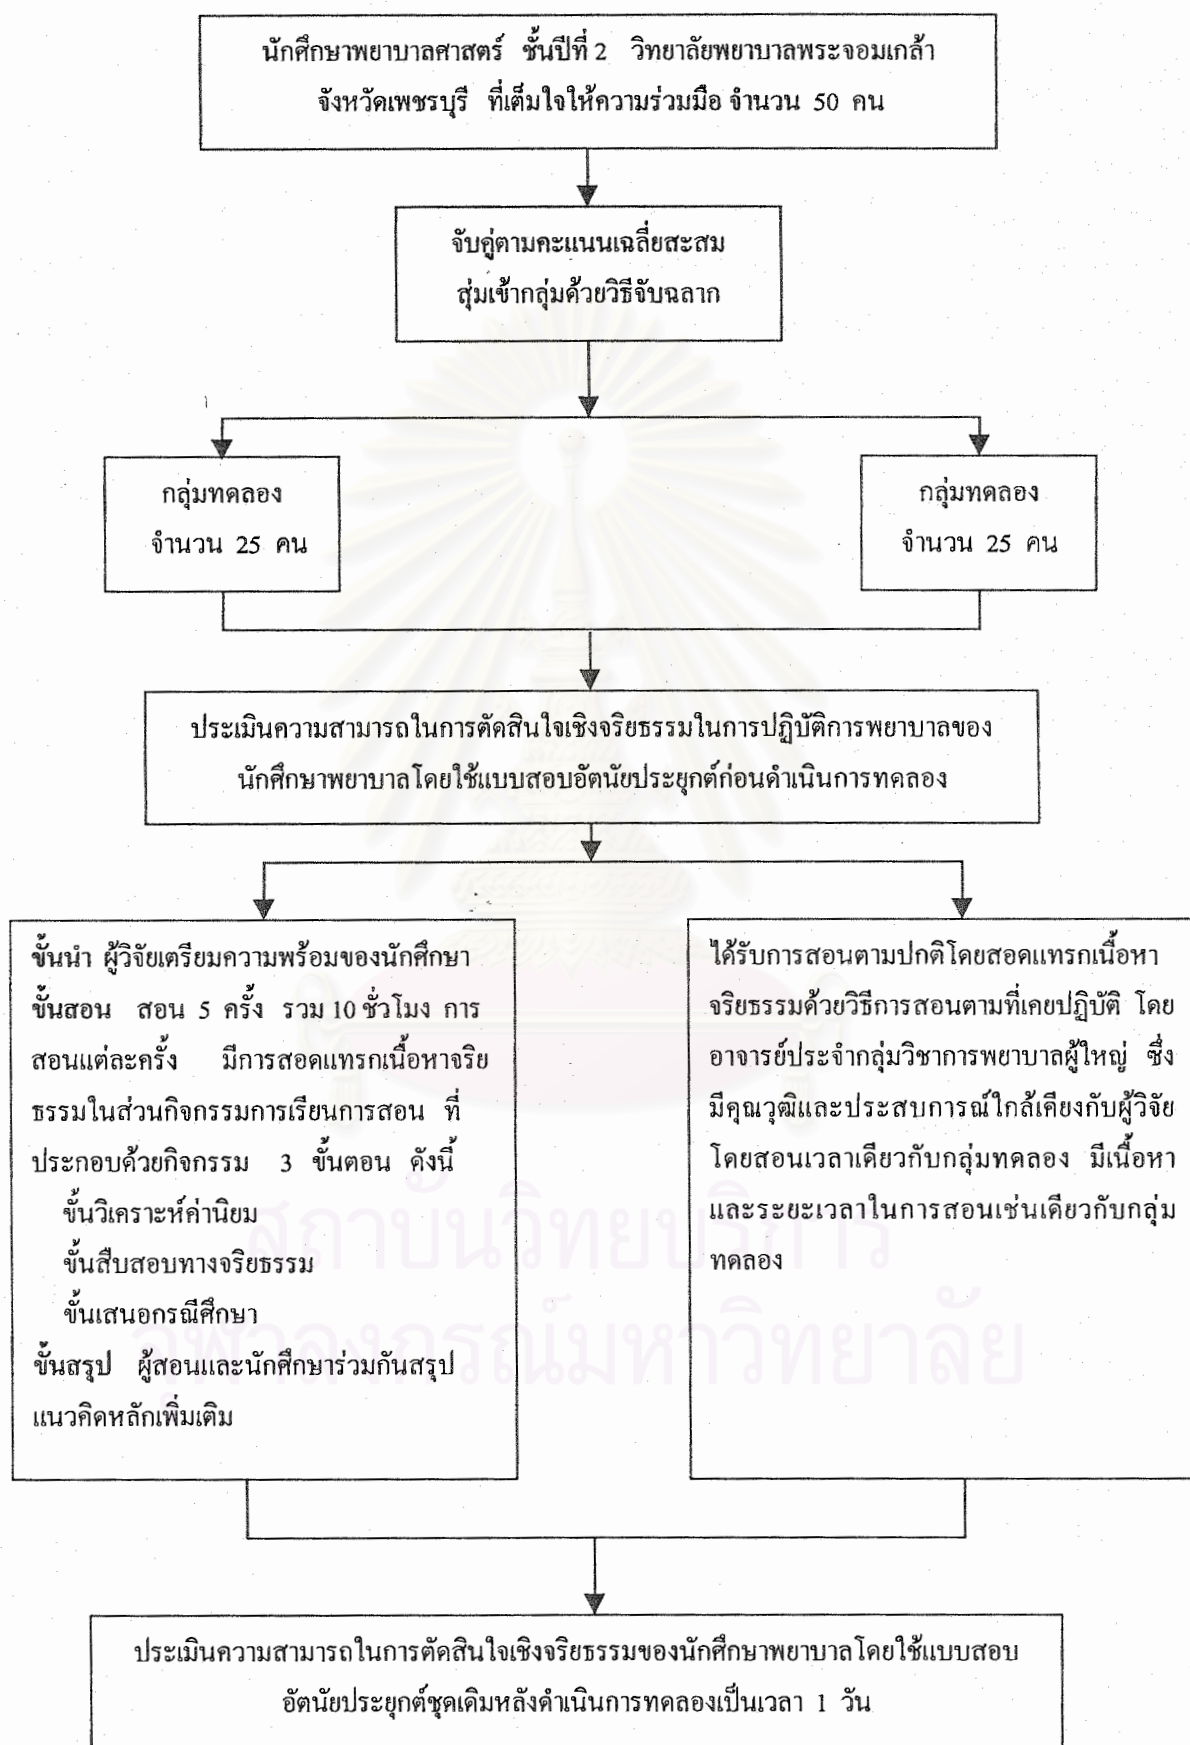 นักศึกษาพยาบาลศาสตร์ ชั้นปีที่ 2 วิทยาลัยพยาบาลพระจอมเกล้า
จังหวัดเพชรบุรี ที่เต็มใจให้ความร่วมมือ จำนวน 50 คน
จับคู่ตามคะแนนเฉลี่ยสะสม
สุ่มเข้ากลุ่มด้วยวิธีจับฉลาก
กลุ่มทดลอง
จำนวน 25 คน
กลุ่มทดลอง
จำนวน 25 คน
ประเมินความสามารถในการตัดสินใจเชิงจริยธรรมในการปฏิบัติการพยาบาลของ
นักศึกษาพยาบาลโดยใช้แบบสอบอัตนัยประยุกต์ก่อนดำเนินการทดลอง
ขั้นนำ ผู้วิจัยเตรียมความพร้อมของนักศึกษา
ขั้นสอน สอน 5 ครั้ง รวม 10 ชั่วโมง การ
สอนแต่ละครั้ง มีการสอดแทรกเนื้อหาจริย
ธรรมในส่วนกิจกรรมการเรียนการสอน ที่
ประกอบด้วยกิจกรรม 3 ขั้นตอน ดังนี้
ขั้นวิเคราะห์ค่านิยม
ขั้นสืบสอบทางจริยธรรม
ขั้นเสนอกรณีศึกษา
ขั้นสรุป ผู้สอนและนักศึกษาร่วมกันสรุป
แนวคิดหลักเพิ่มเติม
ได้รับการสอนตามปกติโดยสอดแทรกเนื้อหา
จริยธรรมด้วยวิธีการสอนตามที่เคยปฏิบัติ โดย
อาจารย์ประจำกลุ่มวิชาการพยาบาลผู้ใหญ่ ซึ่ง
มีคุณวุฒิและประสบการณ์ใกล้เคียงกับผู้วิจัย
โดยสอนเวลาเดียวกับกลุ่มทดลอง มีเนื้อหา
และระยะเวลาในการสอนเช่นเดียวกับกลุ่ม
ทดลอง
สถาบันวิทยบริการ
จุฬาลงกรณ์มหาวิทยาลัย
ประเมินความสามารถในการตัดสินใจเชิงจริยธรรมของนักศึกษาพยาบาลโดยใช้แบบสอบ
อัตนัยประยุกต์ชุดเดิมหลังดำเนินการทดลองเป็นเวลา 1 วัน